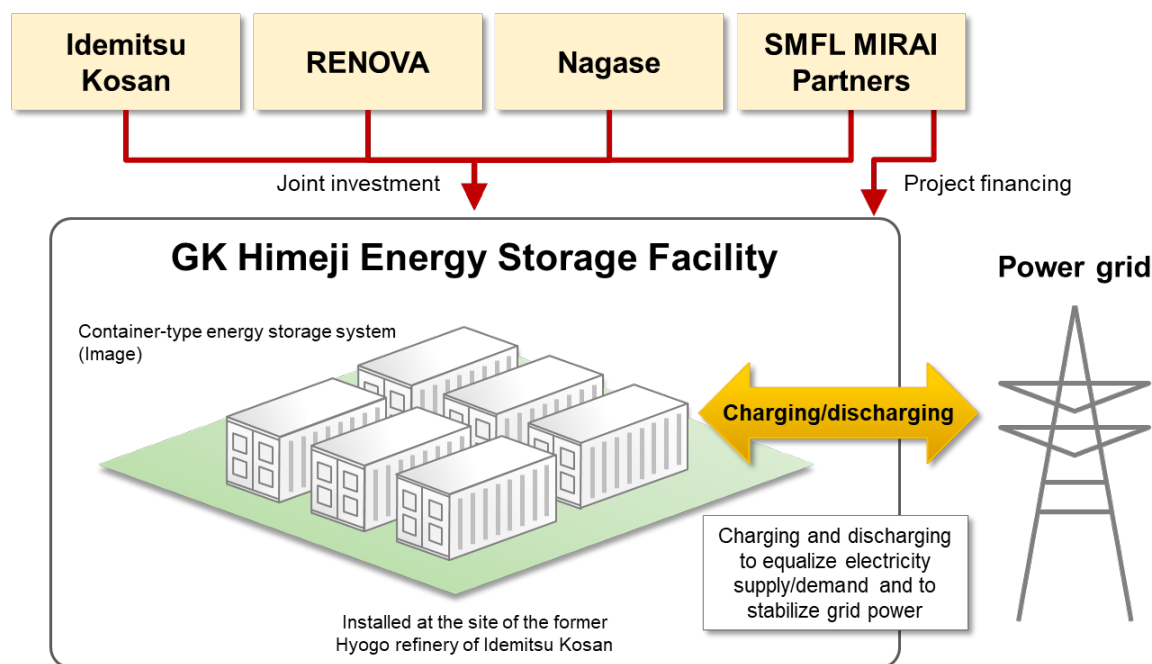 Idemitsu
Kosan
RENOVA
Nagase
SMFL MIRAI
Partners
Joint investment
Project financing
GK Himeji Energy Storage Facility
Power grid
Container-type energy storage system
(Image)
Charging/discharging
Charging and discharging
to equalize electricity
supply/demand and to
stabilize grid power
Installed at the site of the former
Hyogo refinery of Idemitsu Kosan